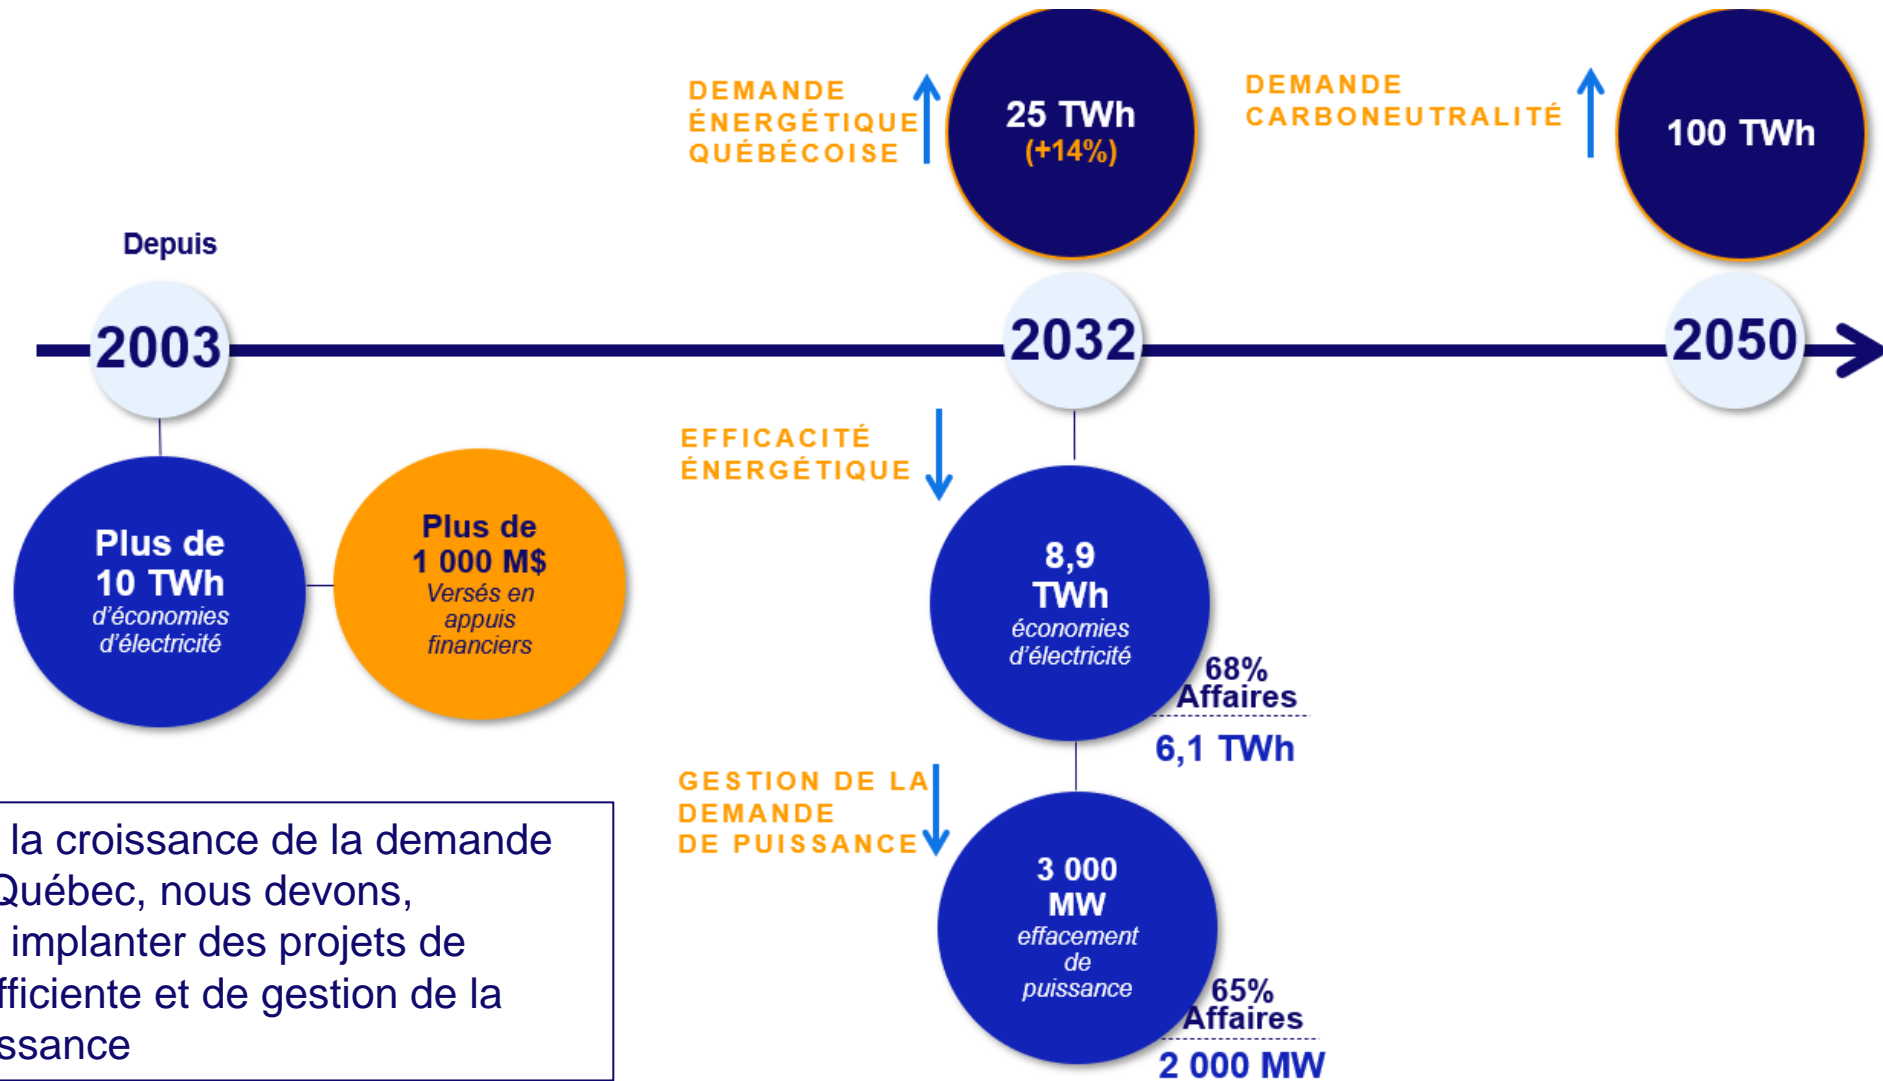 DEMANDE
ÉNERGÉTIQUE
QUÉBÉCOISE
25 TWh
(+14%)
DEMANDE
CARBONEUTRALITÉ
100 TWh
Depuis
2003
2032
2050
Plus de
10 TWh
d'économies
d'électricité
Plus de
1 000 M$
Versés en
appuis
financiers
EFFICACITÉ
ÉNERGÉTIQUE
8,9
TWh
économies
d'électricité
68%
Affaires
6,1 TWh
GESTION DE LA
DEMANDE
DE PUISSANCE
3 000
MW
effacement
de
puissance
65%
Affaires
2 000 MW
la croissance de la demande
Québec, nous devons,
implanter des projets de
fficiente et de gestion de la
issance